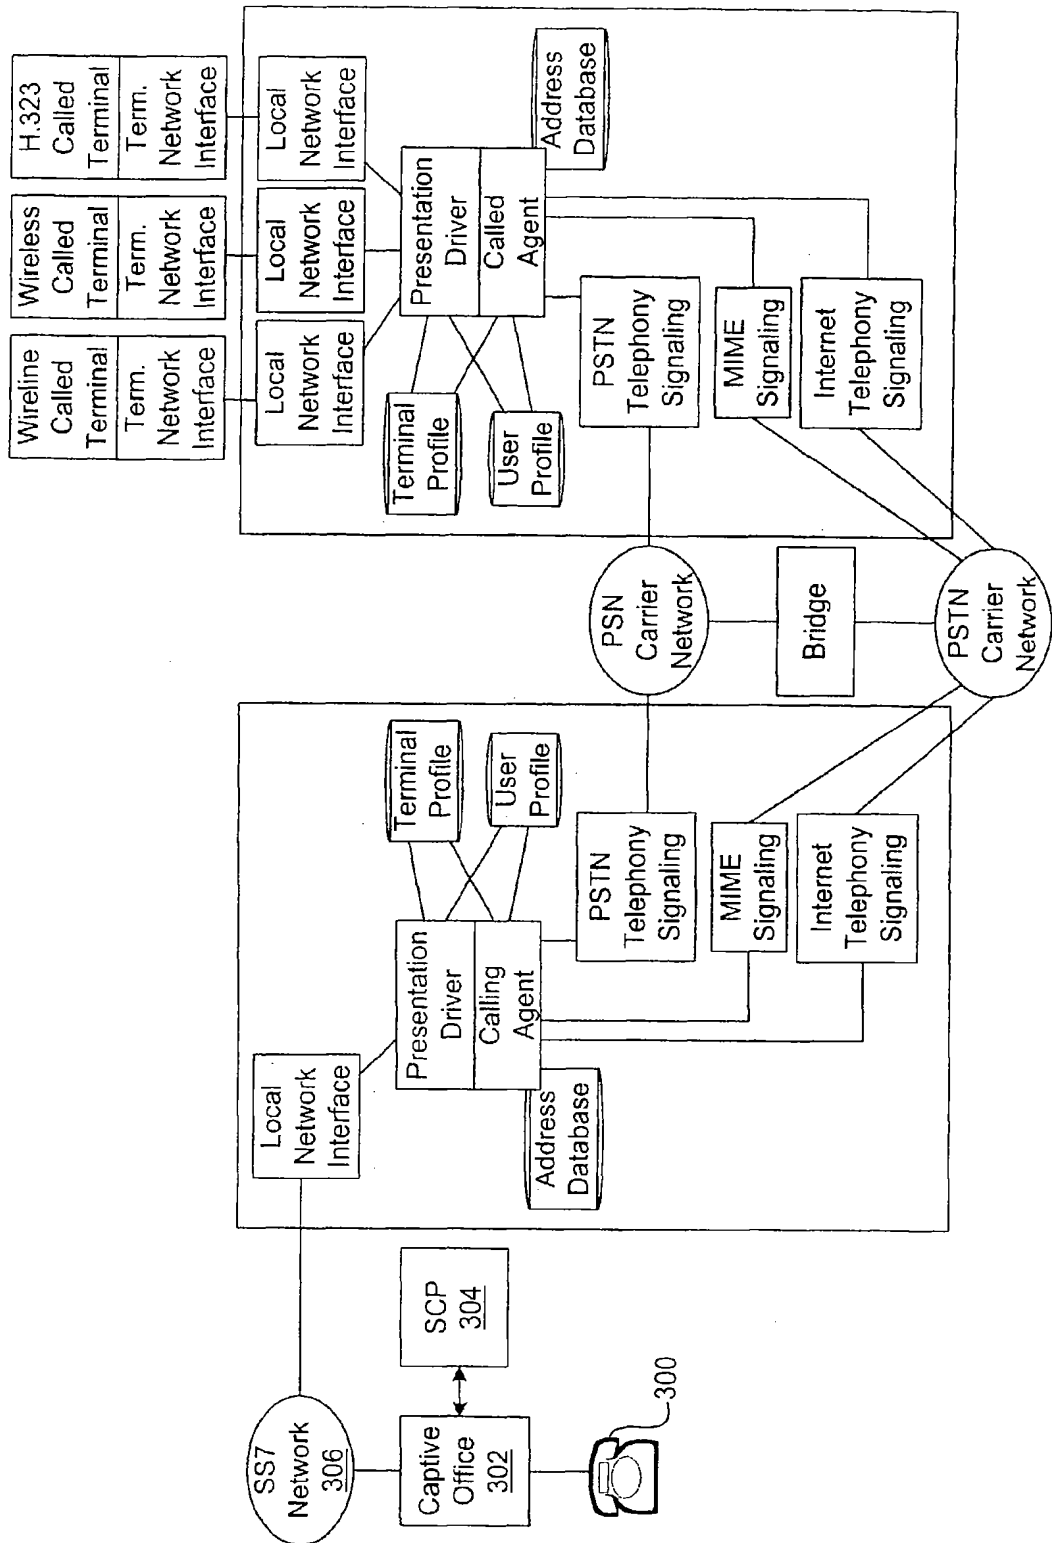 SS7
Network
306
Captive
Office
302
SCP
304
300
Local
Network
Interface
Presentation
Driver
Calling
Agent
Address
Database
Terminal
Profile
User
Profile
PSTN
Telephony
Signaling
MIME
Signaling
Internet
Telephony
Signaling
PSN
Carrier
Network
Bridge
PSTN
Carrier
Network
Wireline
Called
Terminal
Term.
Network
Interface
Wireless
Called
Terminal
Term.
Network
Interface
H.323
Called
Terminal
Term.
Network
Interface
Local
Network
Interface
Local
Network
Interface
Local
Network
Interface
Presentation
Driver
Called
Agent
Address
Database
Terminal
Profile
User
Profile
PSTN
Telephony
Signaling
MIME
Signaling
Internet
Telephony
Signaling